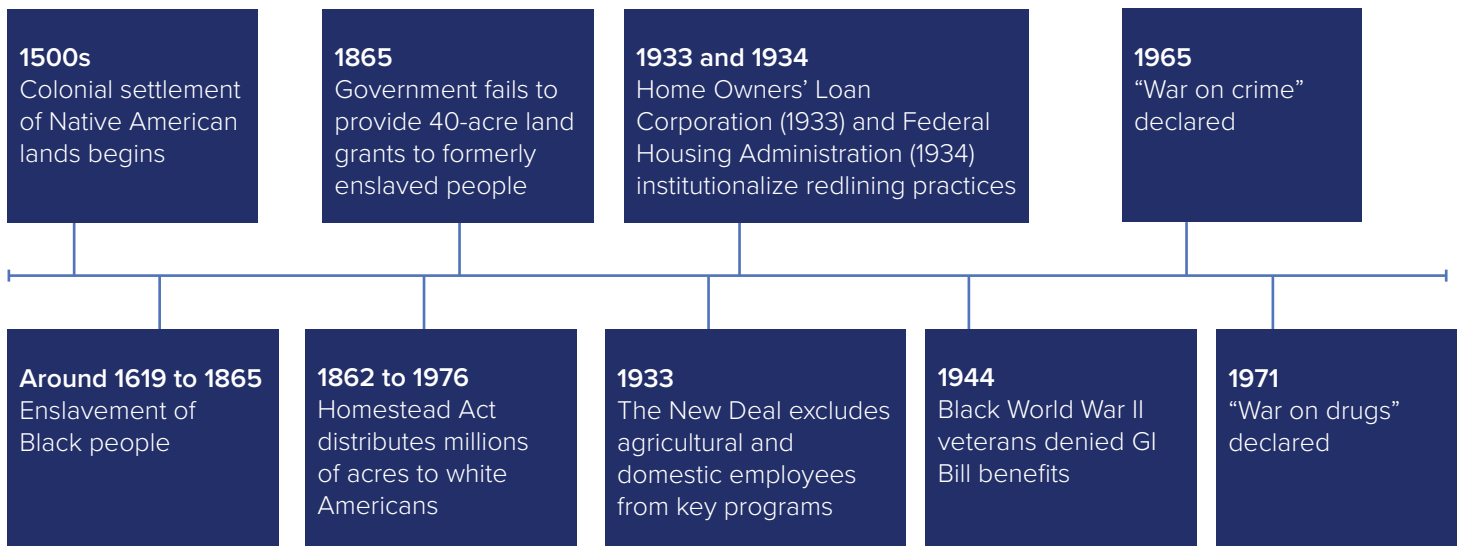 1500s
Colonial settlement
of Native American
lands begins
1865
Government fails to
provide 40-acre land
grants to formerly
enslaved people
1933 and 1934
Home Owners’ Loan
Corporation (1933) and Federal
Housing Administration (1934)
institutionalize redlining practices
1965
“War on crime”
declared
Around 1619 to 1865
Enslavement of
Black people
1862 to 1976
Homestead Act
distributes millions
of acres to white
Americans
1933
The New Deal excludes
agricultural and
domestic employees
from key programs
1944
Black World War II
veterans denied GI
Bill benefits
1971
“War on drugs”
declared